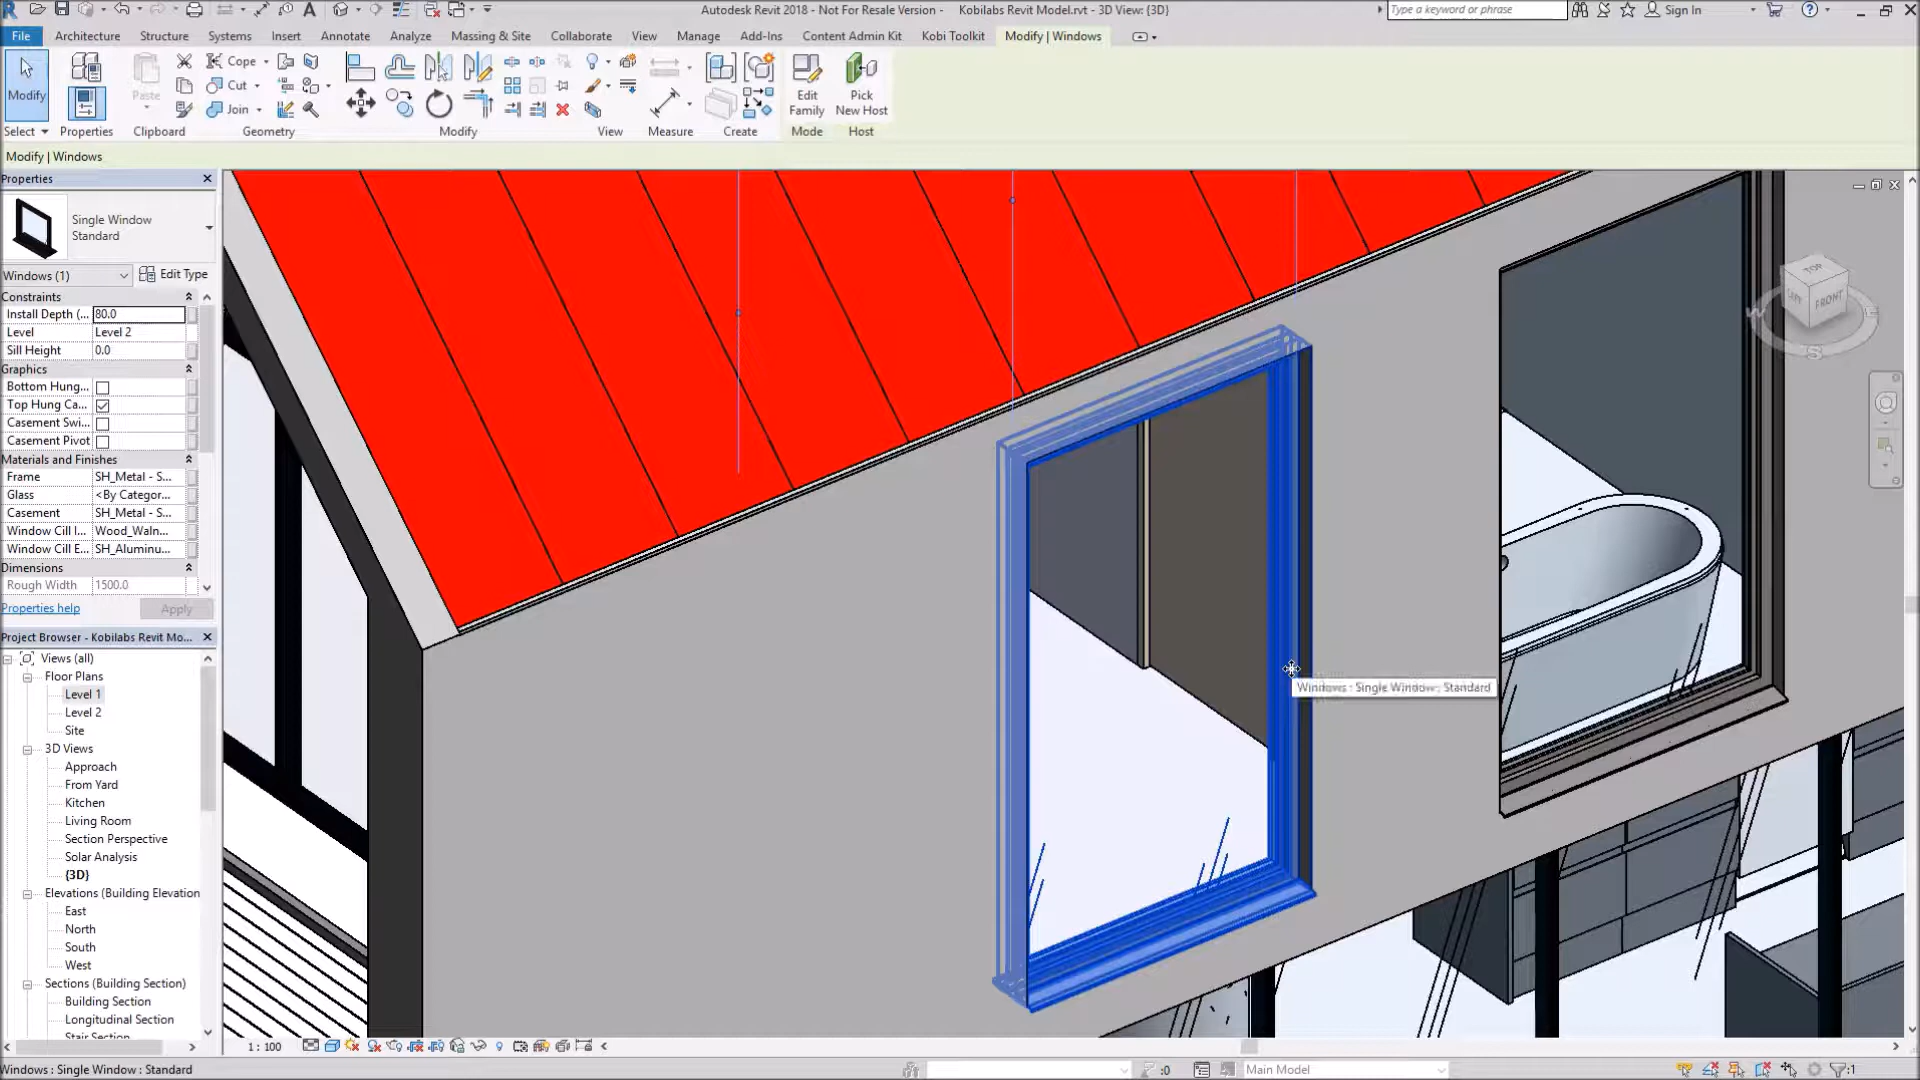 Autodesk Revit 2018 - Not For Resale Version - Kobilabs Revit Model.rvt - 3D View: {3D}
Type a keyword or phrase
Sign In
File Architecture Structure Systems Insert Annotate Analyze Massing & Site Collaborate View Manage Add-Ins Content Admin Kit Kobi Toolkit Modify | Windows
Modify
Paste
Cope
Cut
Join
Edit Family
Pick New Host
Select Properties Clipboard Geometry Modify View Measure Create Mode Host
Modify | Windows
Properties
Single Window
Standard
Windows (1) Edit Type
Constraints
Install Depth (... 80.0
Level Level 2
Sill Height 0.0
Graphics
Bottom Hung...
Top Hung Ca...
Casement Swi...
Casement Pivot
Materials and Finishes
Frame SH_Metal - S...
Glass <By Categor...
Casement SH_Metal - S...
Window Cill I... Wood_Waln...
Window Cill E... SH_Aluminu...
Dimensions
Rough Width 1500.0
Properties help Apply
Project Browser - Kobilabs Revit Mo...
Views (all)
Floor Plans
Level 1
Level 2
Site
3D Views
Approach
From Yard
Kitchen
Living Room
Section Perspective
Solar Analysis
{3D}
Elevations (Building Elevation
East
North
South
West
Sections (Building Section)
Building Section
Longitudinal Section
Stair Section
TOP
LEFT
FRONT
W
S
Windows : Single Window : Standard
1 : 100
Windows : Single Window : Standard
:0
Main Model
:1